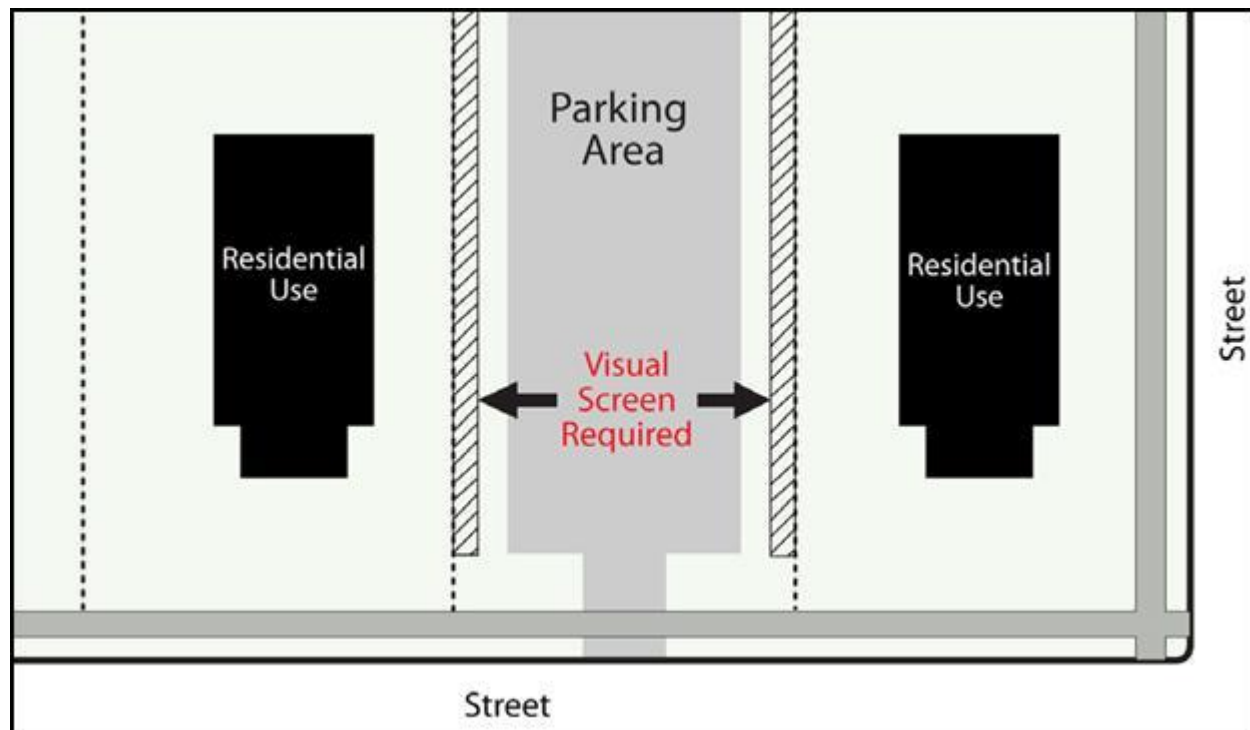 Parking
Area
Residential
Use
Residential
Use
Street
Visual
Screen
Required
Street